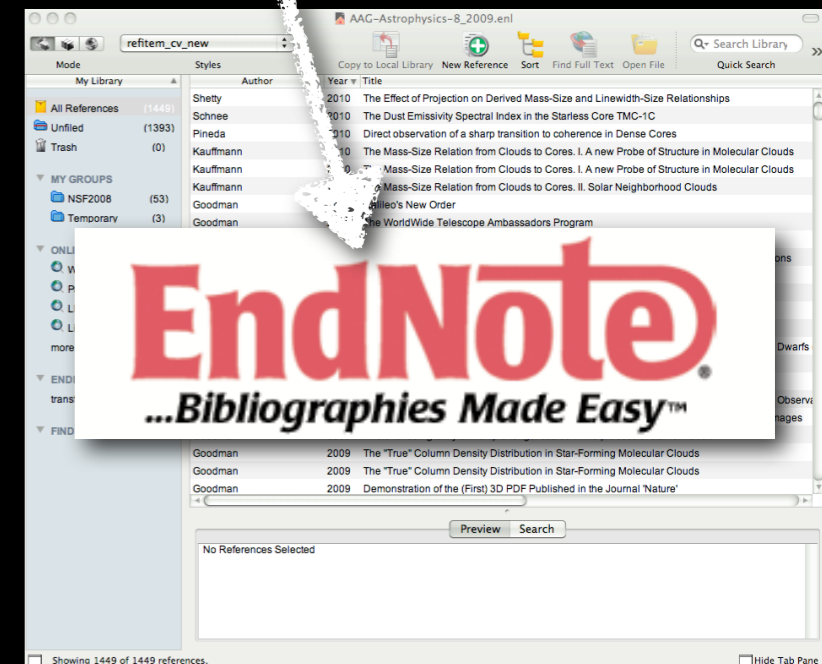 AAG-Astrophysics-8_2009.enl
refitem_cv_new
Search Library
Mode Styles Copy to Local Library New Reference Sort Find Full Text Open File Quick Search
My Library Author Year Title
All References (1449)
Unfiled (1393)
Trash (0)
MY GROUPS
NSF2008 (53)
Temporary (3)
Shetty 2010 The Effect of Projection on Derived Mass-Size and Linewidth-Size Relationships
Schnee 2010 The Dust Emissivity Spectral Index in the Starless Core TMC-1C
Pineda 2010 Direct observation of a sharp transition to coherence in Dense Cores
Kauffmann The Mass-Size Relation from Clouds to Cores. I. A new Probe of Structure in Molecular Clouds
Kauffmann Mass-Size Relation from Clouds to Cores. I. A new Probe of Structure in Molecular Clouds
Kauffmann Mass-Size Relation from Clouds to Cores. II. Solar Neighborhood Clouds
Goodman New Order
Goodman WorldWide Telescope Ambassadors Program
more
Dwarfs
EndNote®
...Bibliographies Made Easy™
Goodman 2009 The "True" Column Density Distribution in Star-Forming Molecular Clouds
Goodman 2009 The "True" Column Density Distribution in Star-Forming Molecular Clouds
Goodman 2009 Demonstration of the (First) 3D PDF Published in the Journal 'Nature'
Preview Search
No References Selected
Showing 1449 of 1449 references.
Hide Tab Pane